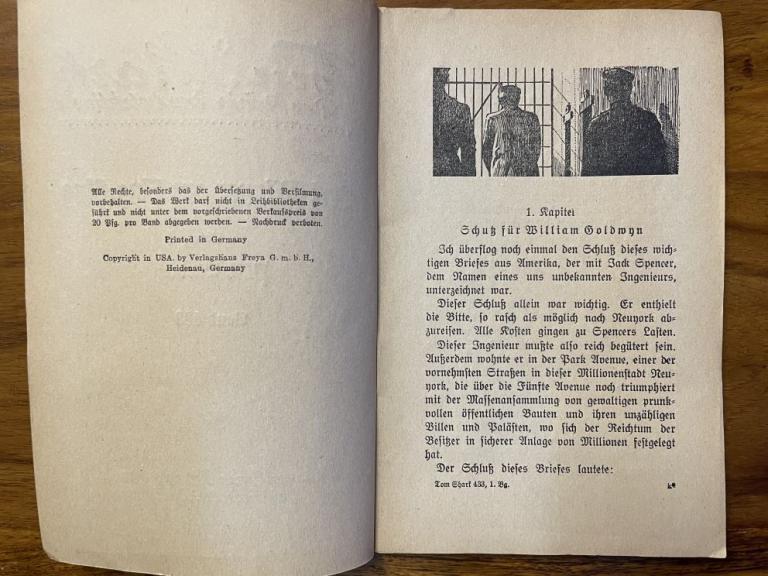 Alle Rechte, besonders das der Übersetzung und Verfilmung,
vorbehalten. — Das Werk darf nicht in Leihbibliotheken ge-
führt und nicht unter dem vorgeschriebenen Verkaufspreis von
20 Pfg. pro Band abgegeben werden. — Nachdruck verboten.
Printed in Germany
Copyright in USA. by Verlagshaus Freya G. m. b. H.,
Heidenau, Germany
1. Kapitel
Schutz für William Goldwyn
Ich überflog noch einmal den Schluß dieses wich-
tigen Briefes aus Amerika, der mit Jack Spencer,
dem Namen eines uns unbekannten Ingenieurs,
unterzeichnet war.
Dieser Schluß allein war wichtig. Er enthielt
die Bitte, so rasch als möglich nach Neuyork ab-
zureisen. Alle Kosten gingen zu Spencers Lasten.
Dieser Ingenieur mußte also reich begütert sein.
Außerdem wohnte er in der Park Avenue, einer der
vornehmsten Straßen in dieser Millionenstadt Neu-
york, die über die Fünfte Avenue noch triumphiert
mit der Massenansammlung von gewaltigen prunk-
vollen öffentlichen Bauten und ihren unzähligen
Villen und Palästen, wo sich der Reichtum der
Besitzer in sicherer Anlage von Millionen festgelegt
hat.
Der Schluß dieses Briefes lautete:
Tom Shark 433, 1. Bg.